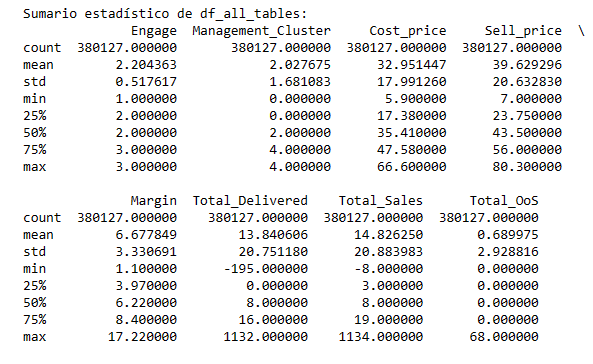 Sumario estadístico de df_all_tables:
Engage Management_Cluster Cost_price Sell_price \
count 380127.000000 380127.000000 380127.000000 380127.000000
mean 2.204363 2.027675 32.951447 39.629296
std 0.517617 1.681083 17.991260 20.632830
min 1.000000 0.000000 5.900000 7.000000
25% 2.000000 0.000000 17.380000 23.750000
50% 2.000000 2.000000 35.410000 43.500000
75% 3.000000 4.000000 47.580000 56.000000
max 3.000000 4.000000 66.600000 80.300000
Margin Total_Delivered Total_Sales Total_OoS
count 380127.000000 380127.000000 380127.000000 380127.000000
mean 6.677849 13.840606 14.826250 0.689975
std 3.330691 20.751180 20.883983 2.928816
min 1.100000 -195.000000 -8.000000 0.000000
25% 3.970000 0.000000 3.000000 0.000000
50% 6.220000 8.000000 8.000000 0.000000
75% 8.400000 16.000000 19.000000 0.000000
max 17.220000 1132.000000 1134.000000 68.000000